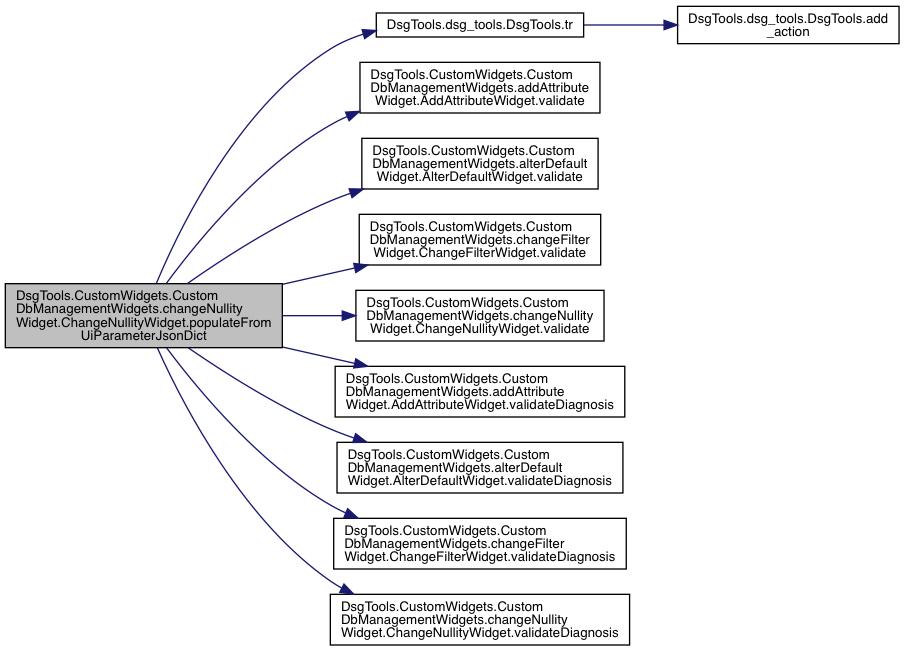 DsgTools.dsg_tools.DsgTools.tr
DsgTools.dsg_tools.DsgTools.add
_action
DsgTools.CustomWidgets.Custom
DbManagementWidgets.addAttribute
Widget.AddAttributeWidget.validate
DsgTools.CustomWidgets.Custom
DbManagementWidgets.alterDefault
Widget.AlterDefaultWidget.validate
DsgTools.CustomWidgets.Custom
DbManagementWidgets.changeFilter
Widget.ChangeFilterWidget.validate
DsgTools.CustomWidgets.Custom
DbManagementWidgets.changeNullity
Widget.ChangeNullityWidget.populateFrom
UiParameterJsonDict
DsgTools.CustomWidgets.Custom
DbManagementWidgets.changeNullity
Widget.ChangeNullityWidget.validate
DsgTools.CustomWidgets.Custom
DbManagementWidgets.addAttribute
Widget.AddAttributeWidget.validateDiagnosis
DsgTools.CustomWidgets.Custom
DbManagementWidgets.alterDefault
Widget.AlterDefaultWidget.validateDiagnosis
DsgTools.CustomWidgets.Custom
DbManagementWidgets.changeFilter
Widget.ChangeFilterWidget.validateDiagnosis
DsgTools.CustomWidgets.Custom
DbManagementWidgets.changeNullity
Widget.ChangeNullityWidget.validateDiagnosis